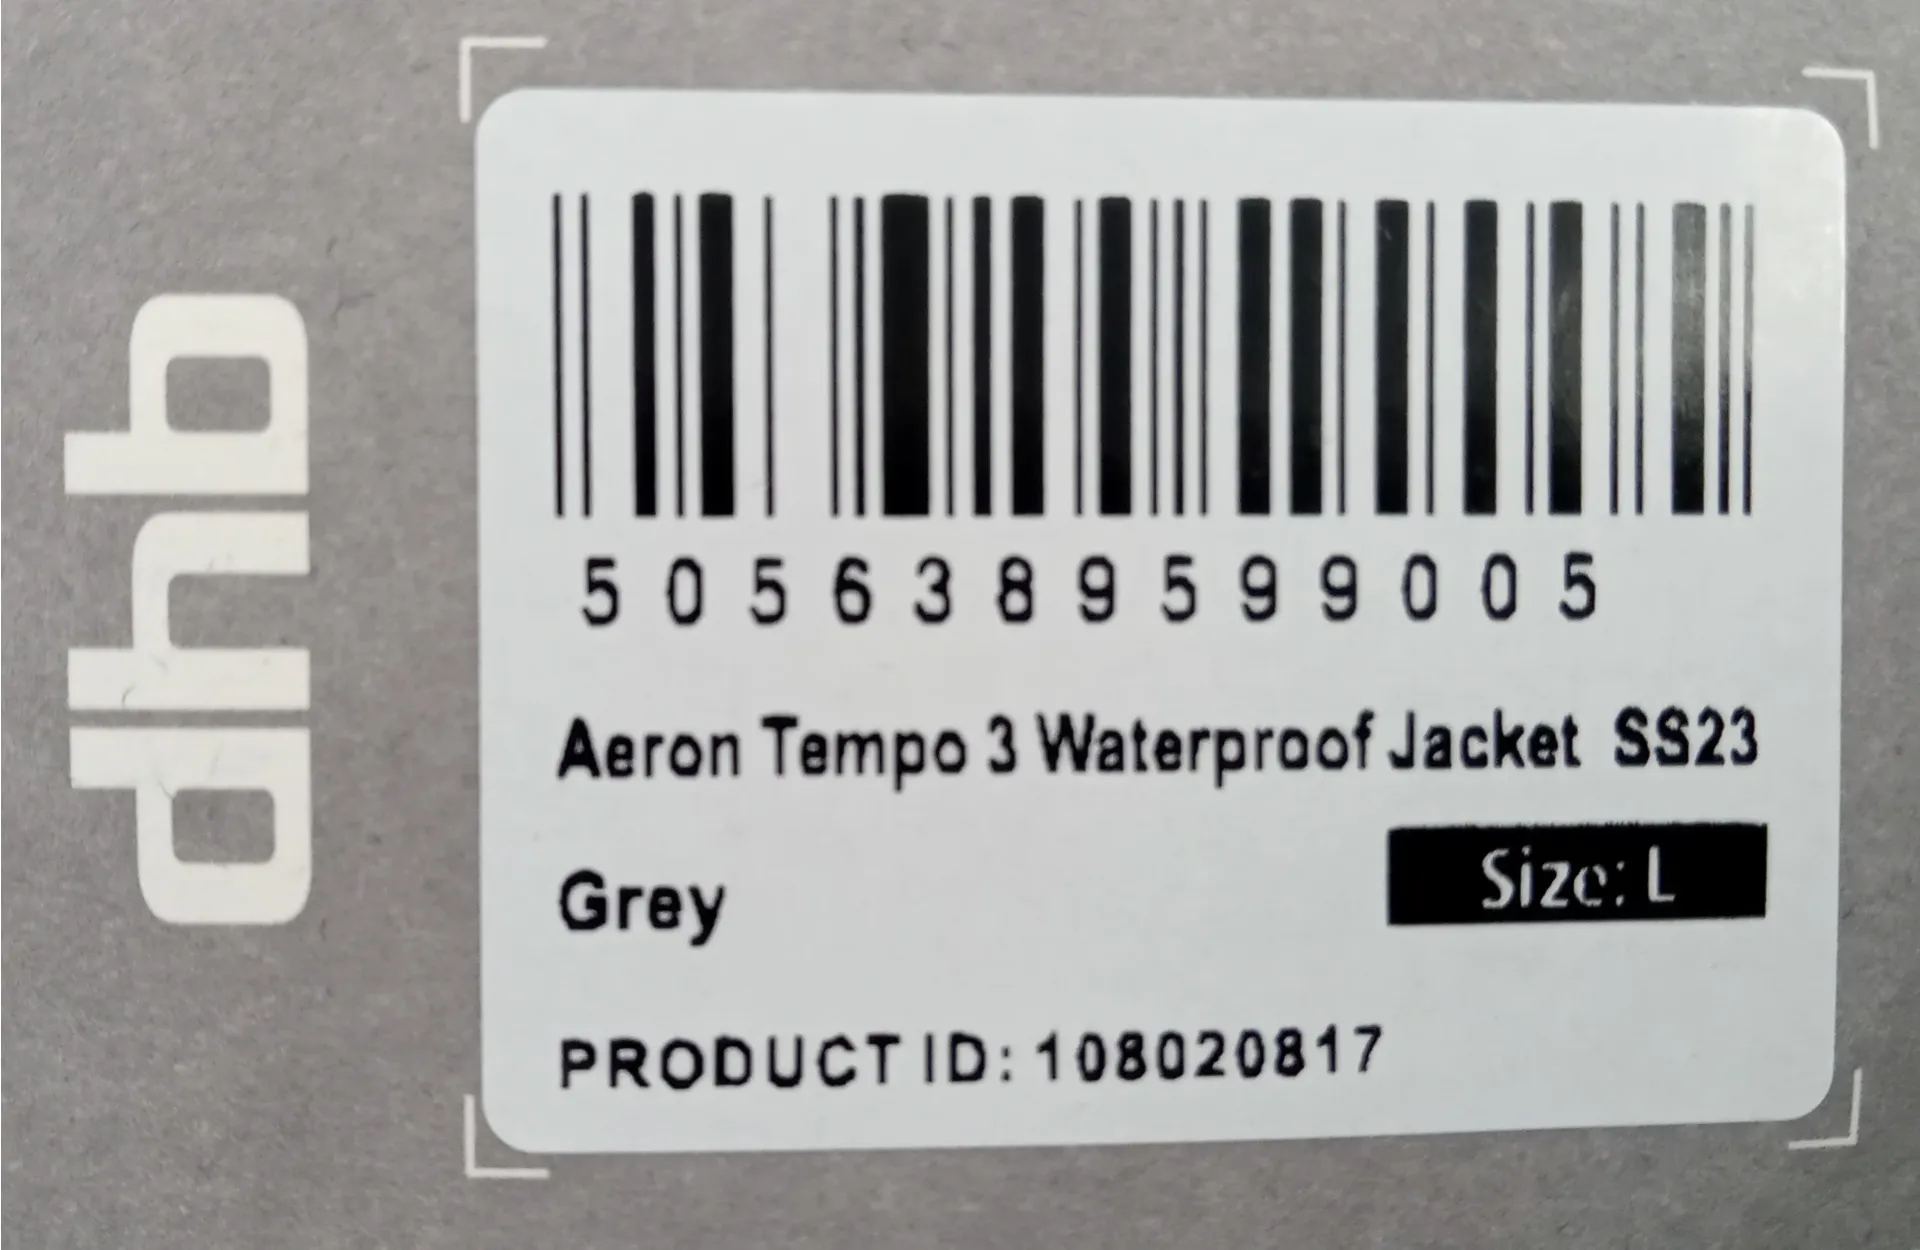 dhb
5056389599005
Aeron Tempo 3 Waterproof Jacket SS23
Grey
Size: L
PRODUCT ID: 108020817